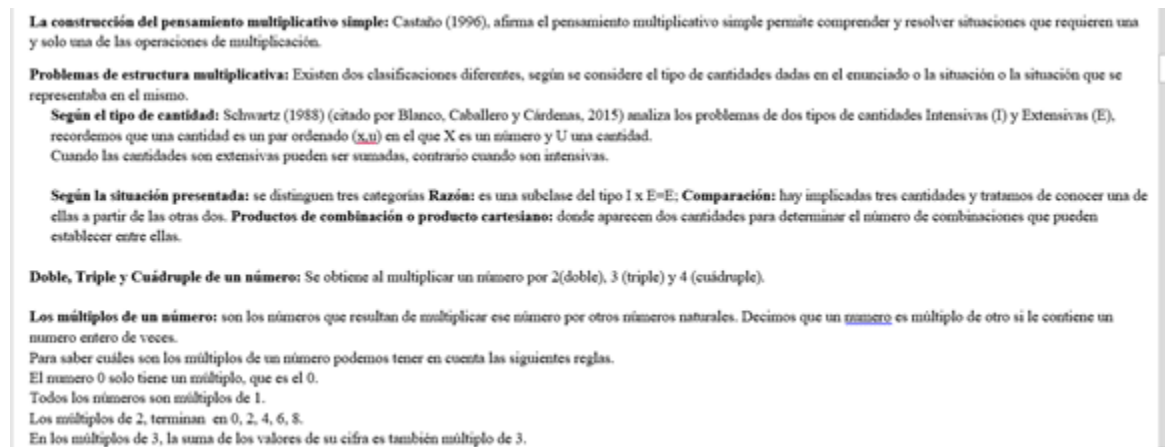 La construcción del pensamiento multiplicativo simple: Castaño (1996), afirma el pensamiento multiplicativo simple permite comprender y resolver situaciones que requieren una
y solo una de las operaciones de multiplicación.
Problemas de estructura multiplicativa: Existen dos clasificaciones diferentes, según se considere el tipo de cantidades dadas en el enunciado o la situación o la situación que se
representaba en el mismo.
Según el tipo de cantidad: Schwartz (1988) (citado por Blanco, Caballero y Cárdenas, 2015) analiza los problemas de dos tipos de cantidades Intensivas (I) y Extensivas (E),
recordemos que una cantidad es un par ordenado (x,u) en el que X es un número y U una cantidad.
Cuando las cantidades son extensivas pueden ser sumadas, contrario cuando son intensivas.
Según la situación presentada: se distinguen tres categorías Razón: es una subclase del tipo I x E=E; Comparación: hay implicadas tres cantidades y tratamos de conocer una de
ellas a partir de las otras dos. Productos de combinación o producto cartesiano: donde aparecen dos cantidades para determinar el número de combinaciones que pueden
establecer entre ellas.
Doble, Triple y Cuádruple de un número: Se obtiene al multiplicar un número por 2(doble), 3 (triple) y 4 (cuádruple).
Los múltiplos de un número: son los números que resultan de multiplicar ese número por otros números naturales. Decimos que un numero es múltiplo de otro si le contiene un
numero entero de veces.
Para saber cuáles son los múltiplos de un número podemos tener en cuenta las siguientes reglas.
El numero 0 solo tiene un múltiplo, que es el 0.
Todos los números son múltiplos de 1.
Los múltiplos de 2, terminan en 0, 2, 4, 6, 8.
En los múltiplos de 3, la suma de los valores de su cifra es también múltiplo de 3.